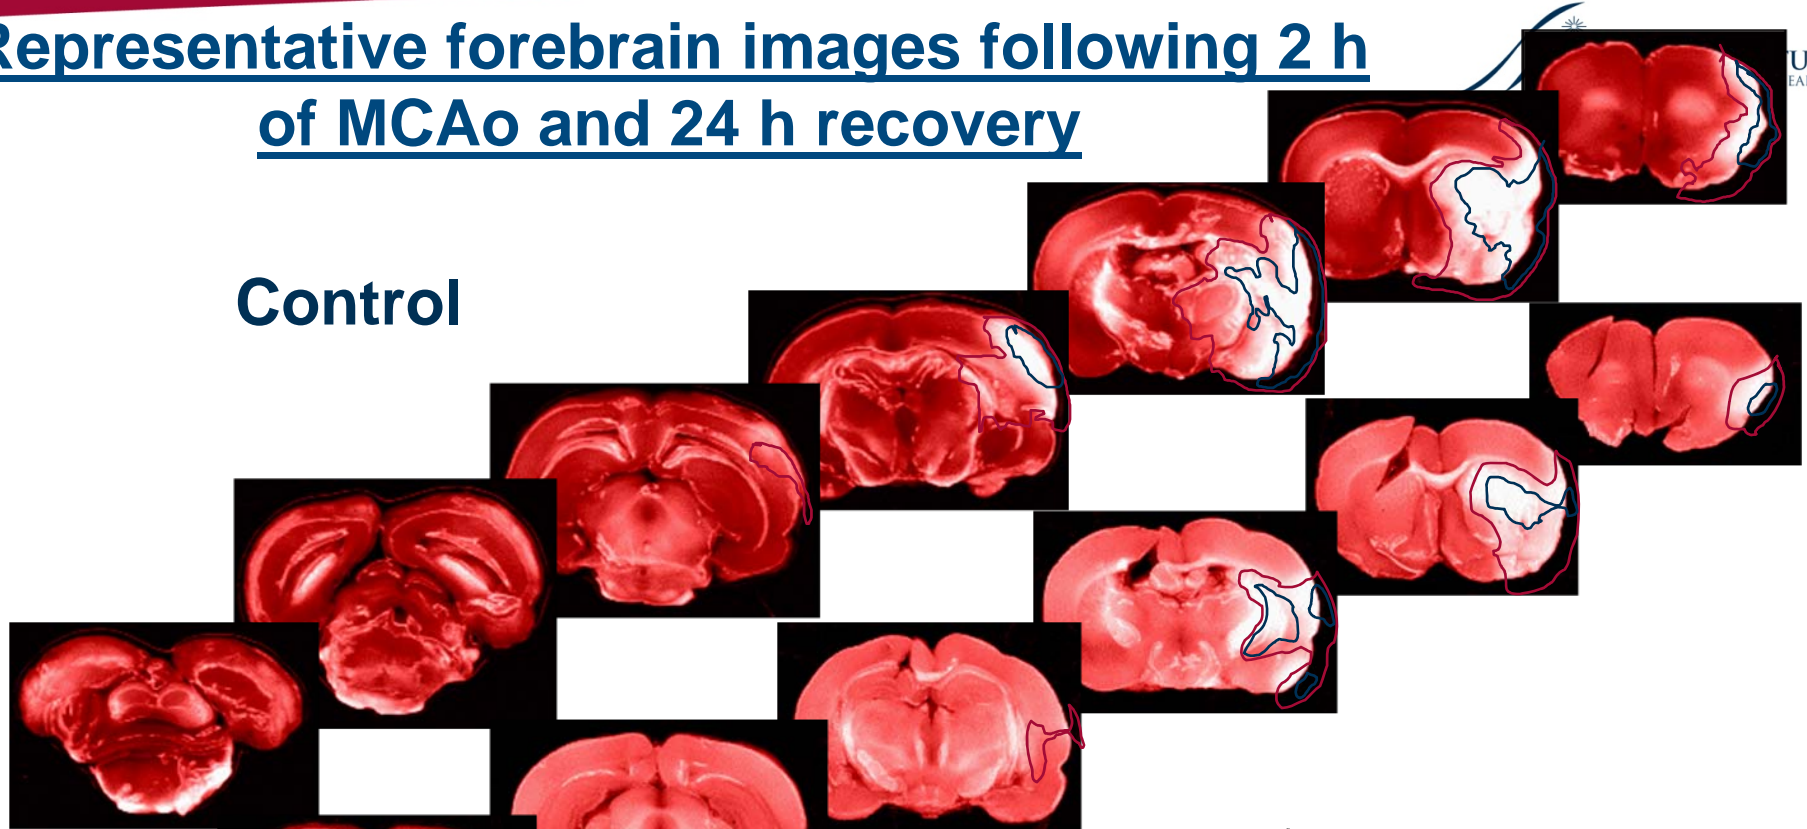 Representative forebrain images following 2 h
of MCAo and 24 h recovery
Control